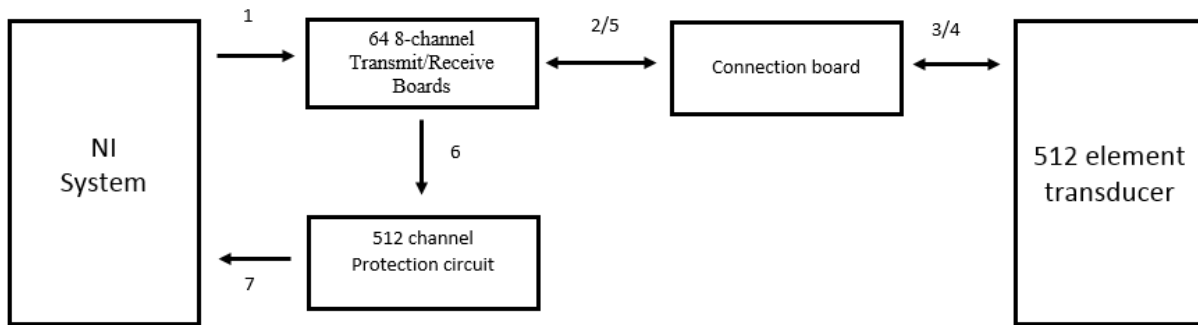 1
64 8-channel
Transmit/Receive
Boards
2/5
Connection board
3/4
NI
System
6
512 element
transducer
512 channel
Protection circuit
7